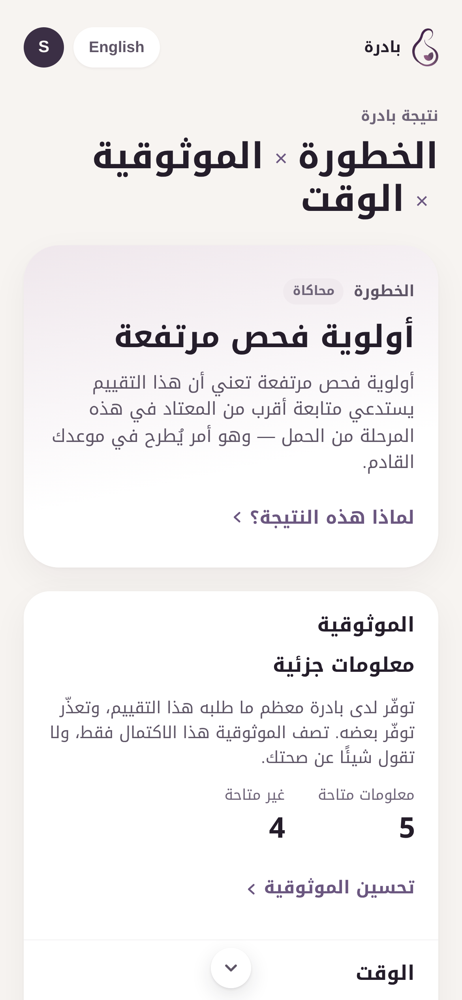 بادرة
English
S
نتيجة بادرة
الخطورة × الموثوقية
× الوقت
الخطورة
محاكاة
أولوية فحص مرتفعة
أولوية فحص مرتفعة تعني أن هذا التقييم
يستدعي متابعة أقرب من المعتاد في هذه
المرحلة من الحمل — وهو أمر يُطرح في موعدك
القادم.
لماذا هذه النتيجة؟
الموثوقية
معلومات جزئية
توفّر لدى بادرة معظم ما طلبه هذا التقييم، وتعذّر
توفّر بعضه. تصف الموثوقية هذا الاكتمال فقط، ولا
تقول شيئًا عن صحتك.
معلومات متاحة
غير متاحة
5
4
تحسين الموثوقية
الوقت